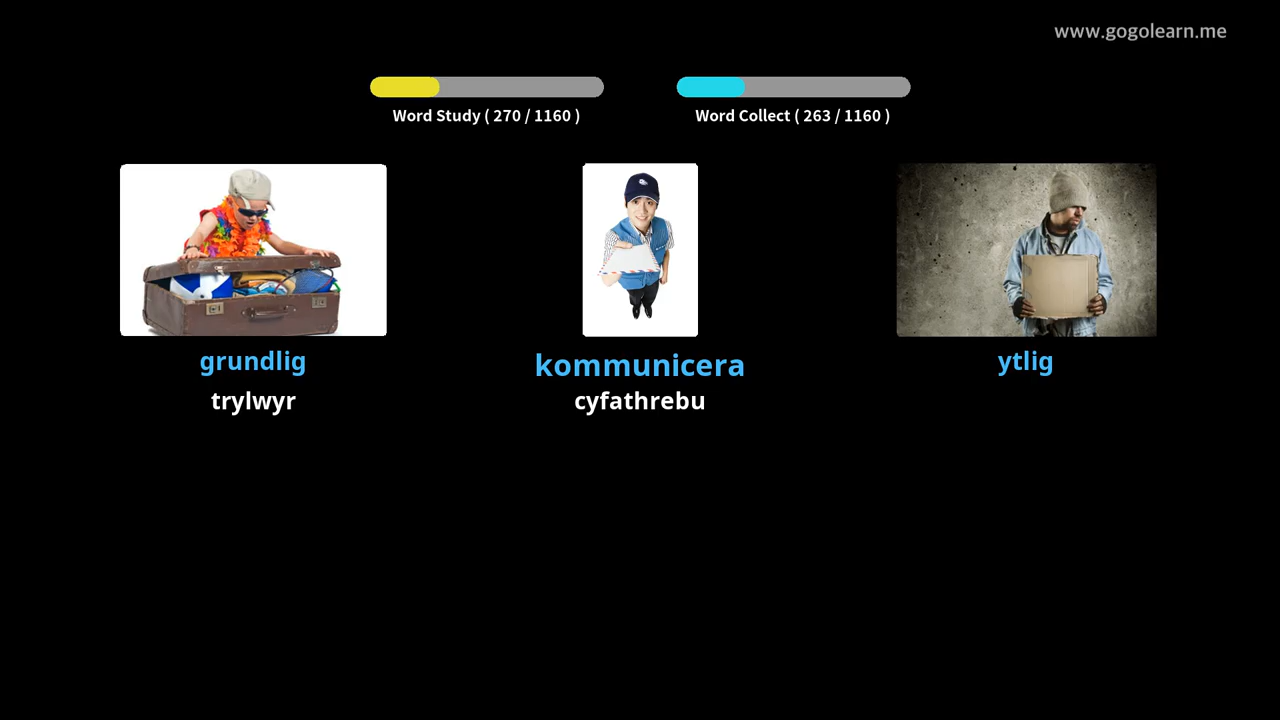 www.gogolearn.me
Word Study ( 270 / 1160 )
Word Collect ( 263 / 1160 )
grundlig
kommunicera
ytlig
trylwyr
cyfathrebu